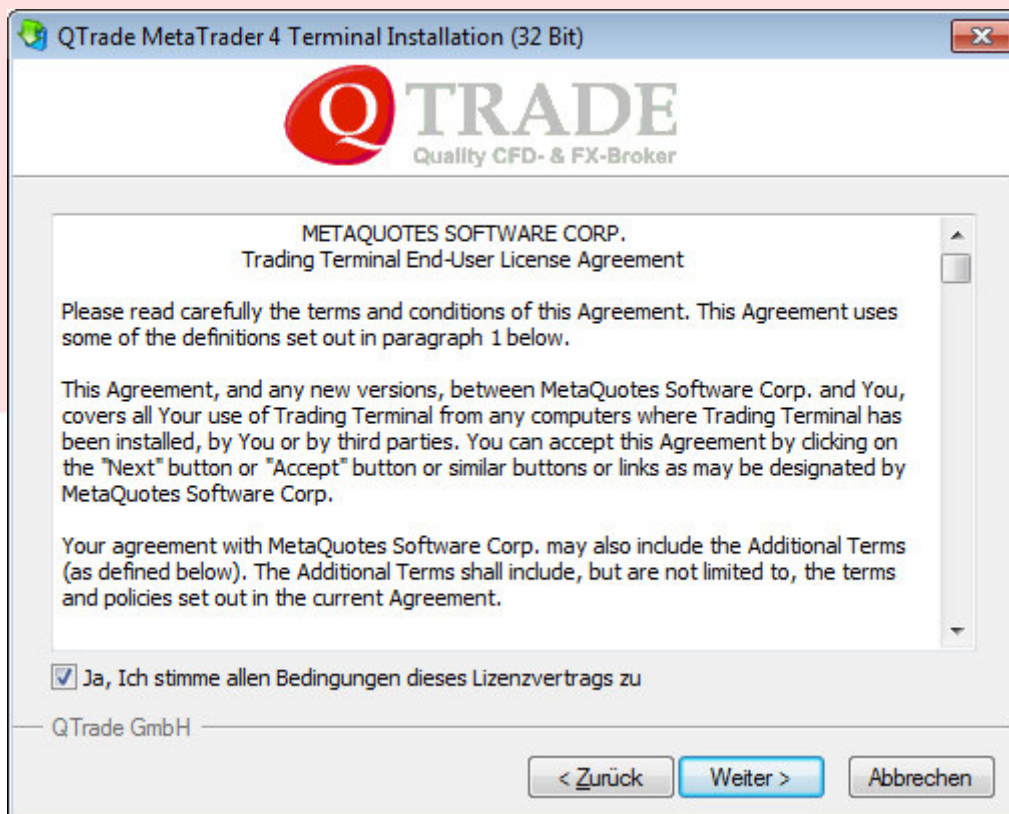 QTrade MetaTrader 4 Terminal Installation (32 Bit)
Q TRADE
Quality CFD- & FX-Broker
METAQUOTES SOFTWARE CORP.
Trading Terminal End-User License Agreement
Please read carefully the terms and conditions of this Agreement. This Agreement uses
some of the definitions set out in paragraph 1 below.
This Agreement, and any new versions, between MetaQuotes Software Corp. and You,
covers all Your use of Trading Terminal from any computers where Trading Terminal has
been installed, by You or by third parties. You can accept this Agreement by clicking on
the "Next" button or "Accept" button or similar buttons or links as may be designated by
MetaQuotes Software Corp.
Your agreement with MetaQuotes Software Corp. may also include the Additional Terms
(as defined below). The Additional Terms shall include, but are not limited to, the terms
and policies set out in the current Agreement.
Ja, Ich stimme allen Bedingungen dieses Lizenzvertrags zu
QTrade GmbH
< Zurück Weiter > Abbrechen